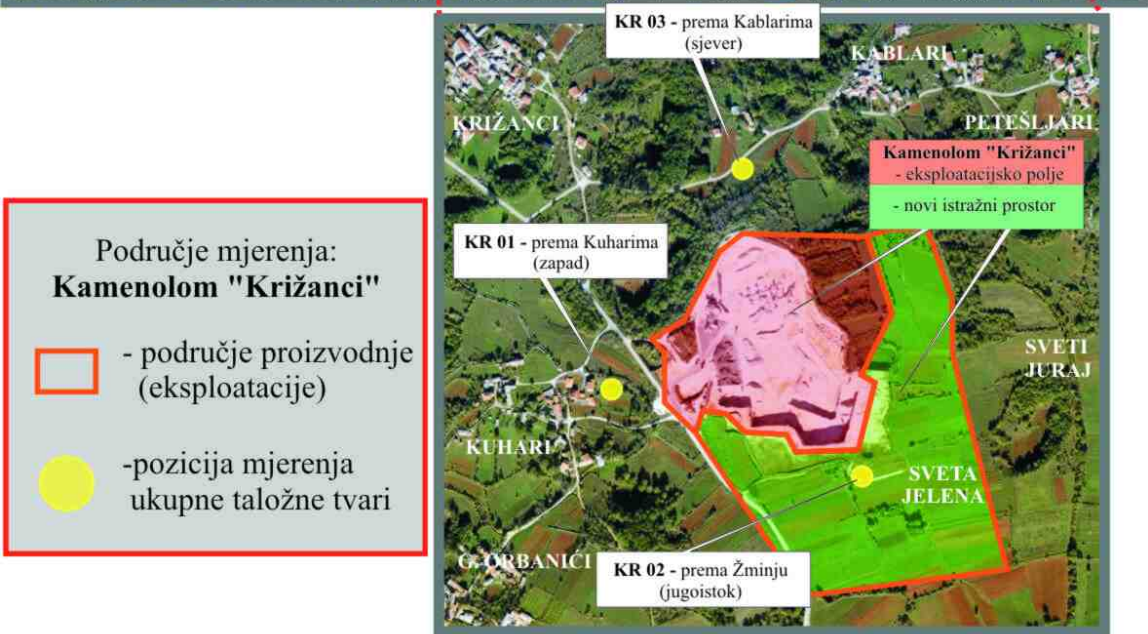 Područje mjerenja:
Kamenolom "Križanci"
- područje proizvodnje
(eksploatacije)
-pozicija mjerenja
ukupne taložne tvari
KR 03 - prema Kablarima
(sjever)
KABLARI
KRIŽANCI
PETEŠLJARI
Kamenolom "Križanci"
- eksploatacijsko polje
- novi istražni prostor
KR 01 - prema Kuharima
(zapad)
SVETI
JURAJ
KUHARI
SVETA
JELENA
G. ORBANIĆI
KR 02 - prema Žminju
(jugoistok)